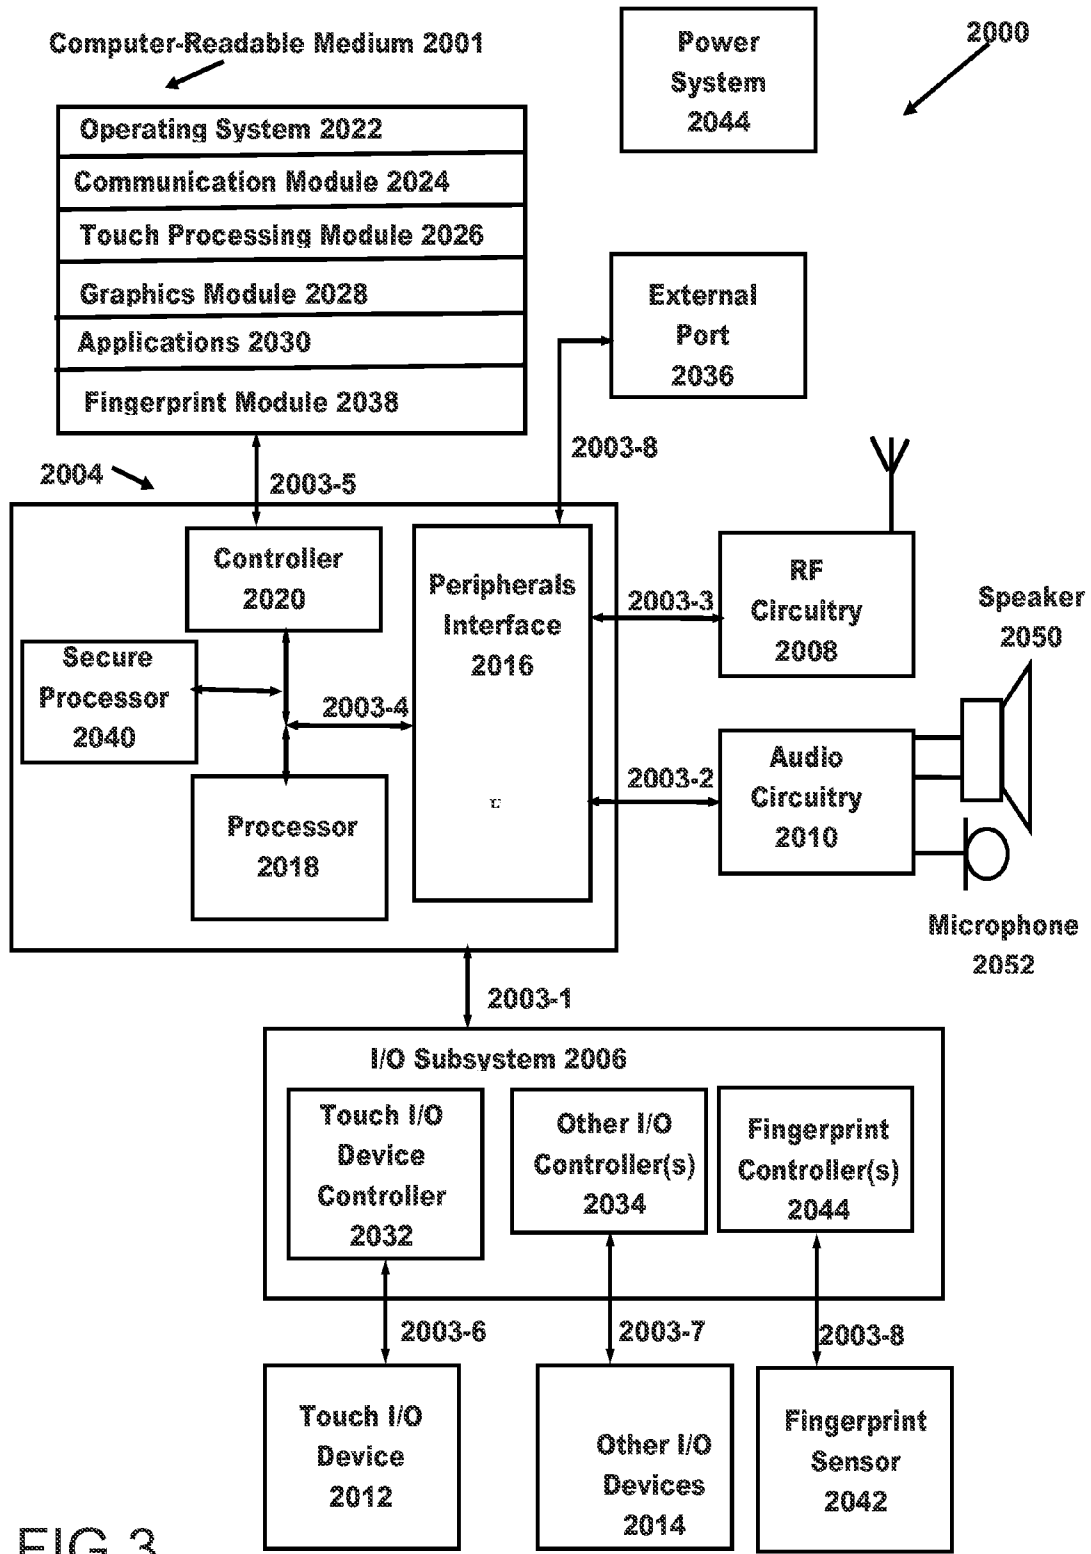 Computer-Readable Medium 2001
Power
System
2044
2000
Operating System 2022
Communication Module 2024
Touch Processing Module 2026
Graphics Module 2028
Applications 2030
Fingerprint Module 2038
External
Port
2036
2003-8
2004
2003-5
Controller
2020
Peripherals
Interface
2016
2003-3
RF
Circuitry
2008
Speaker
2050
Secure
Processor
2040
2003-4
2003-2
Audio
Circuitry
2010
Processor
2018
Microphone
2052
2003-1
I/O Subsystem 2006
Touch I/O
Device
Controller
2032
Other I/O
Controller(s)
2034
Fingerprint
Controller(s)
2044
2003-6
2003-7
2003-8
Touch I/O
Device
2012
Other I/O
Devices
2014
Fingerprint
Sensor
2042
FIG 3